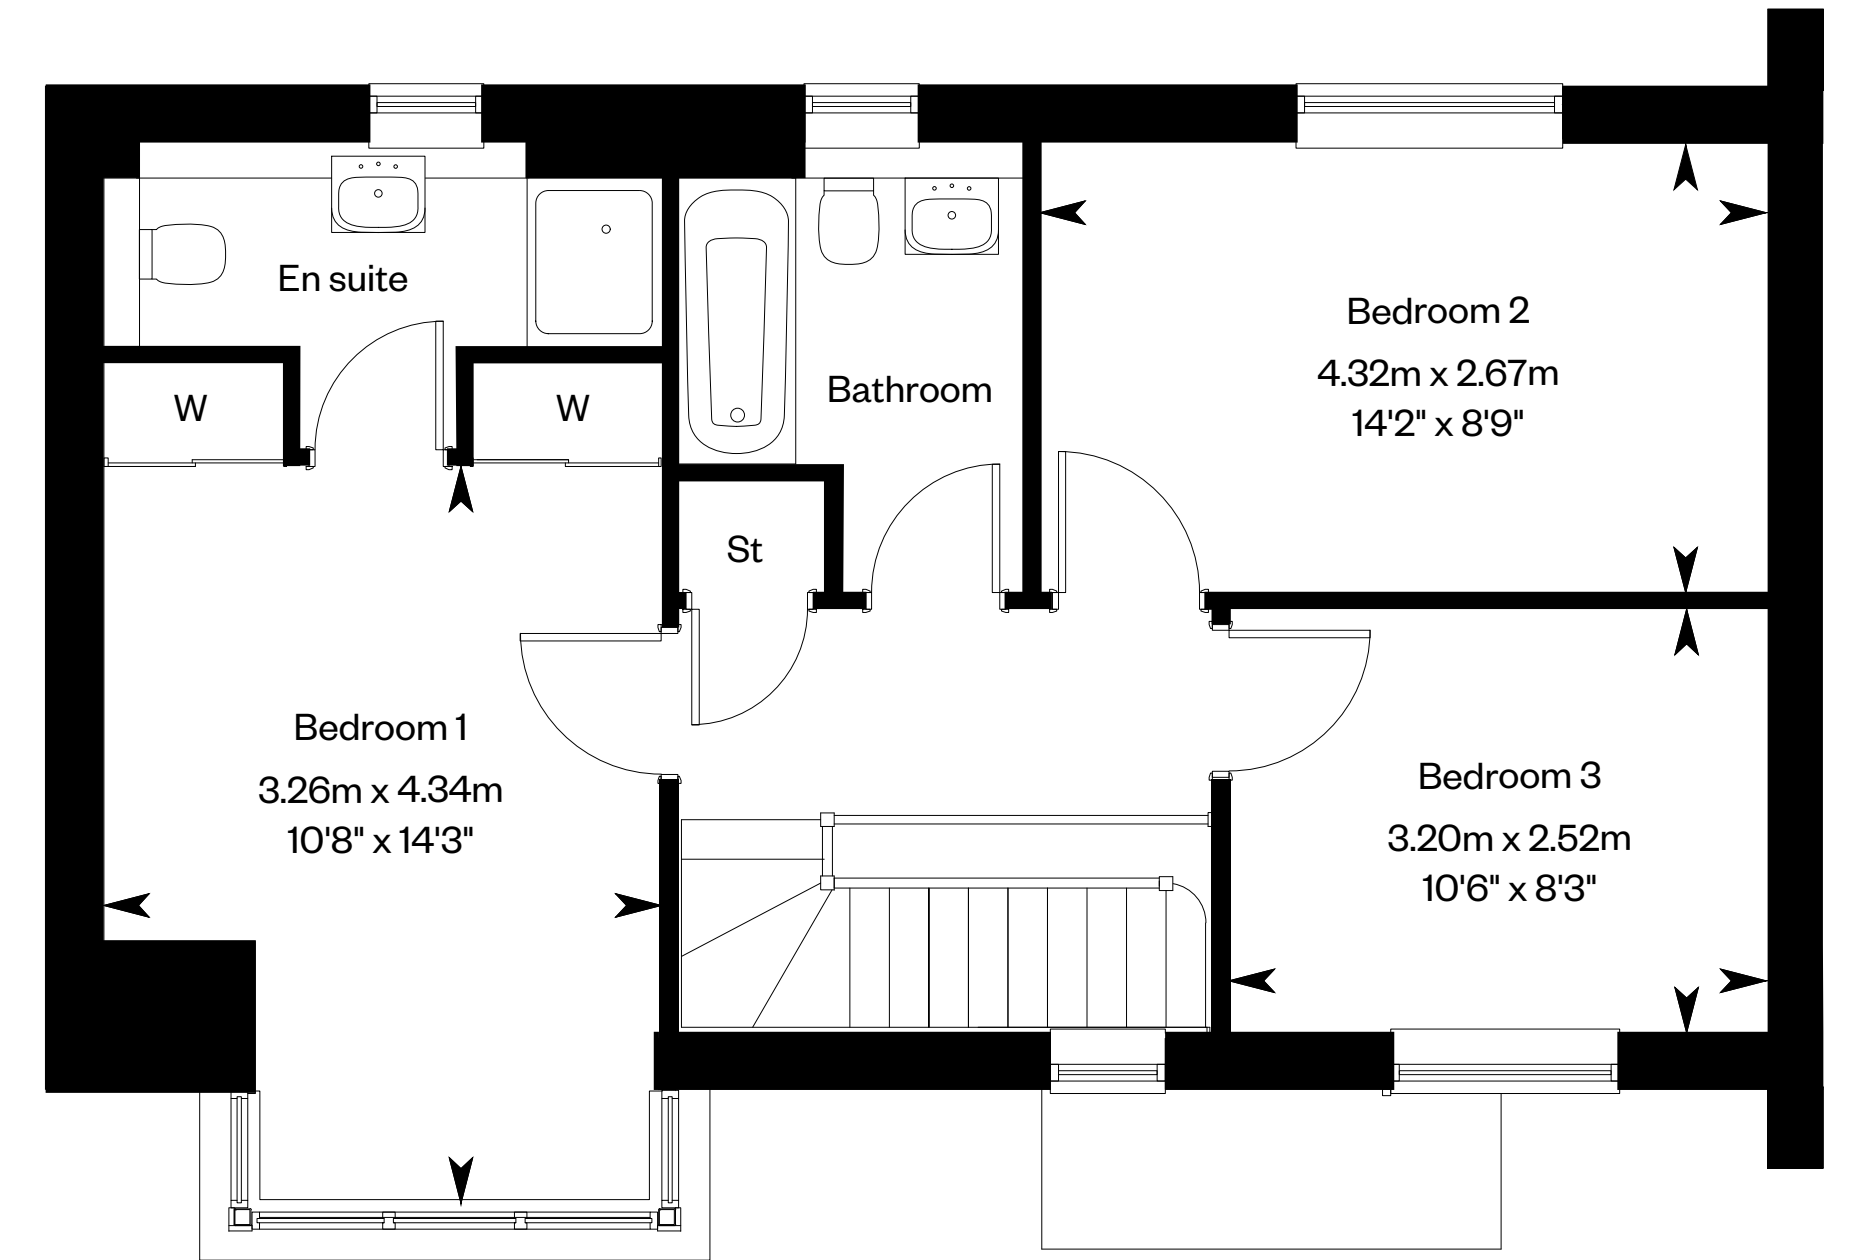 En suite
W
W
Bathroom
St
Bedroom 2
4.32m x 2.67m
14'2" x 8'9"
Bedroom 1
3.26m x 4.34m
10'8" x 14'3"
Bedroom 3
3.20m x 2.52m
10'6" x 8'3"